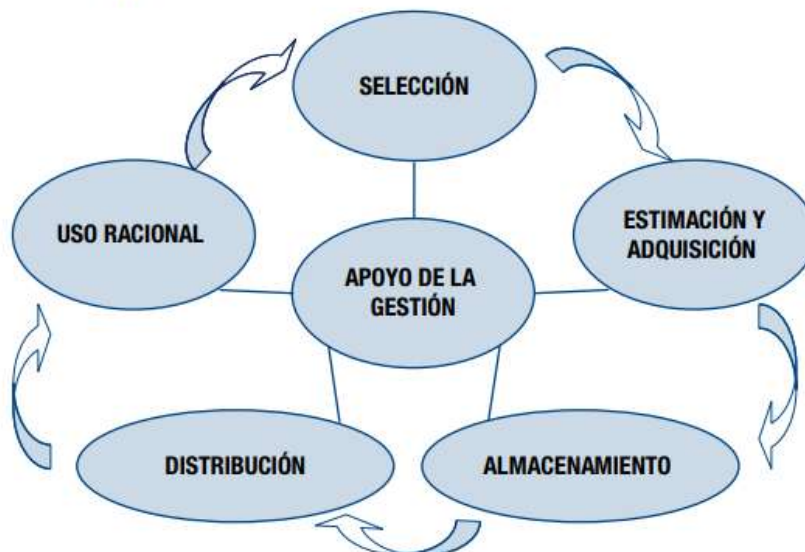 SELECCIÓN
ESTIMACIÓN Y
ADQUISICIÓN
USO RACIONAL
APOYO DE LA
GESTIÓN
DISTRIBUCIÓN
ALMACENAMIENTO